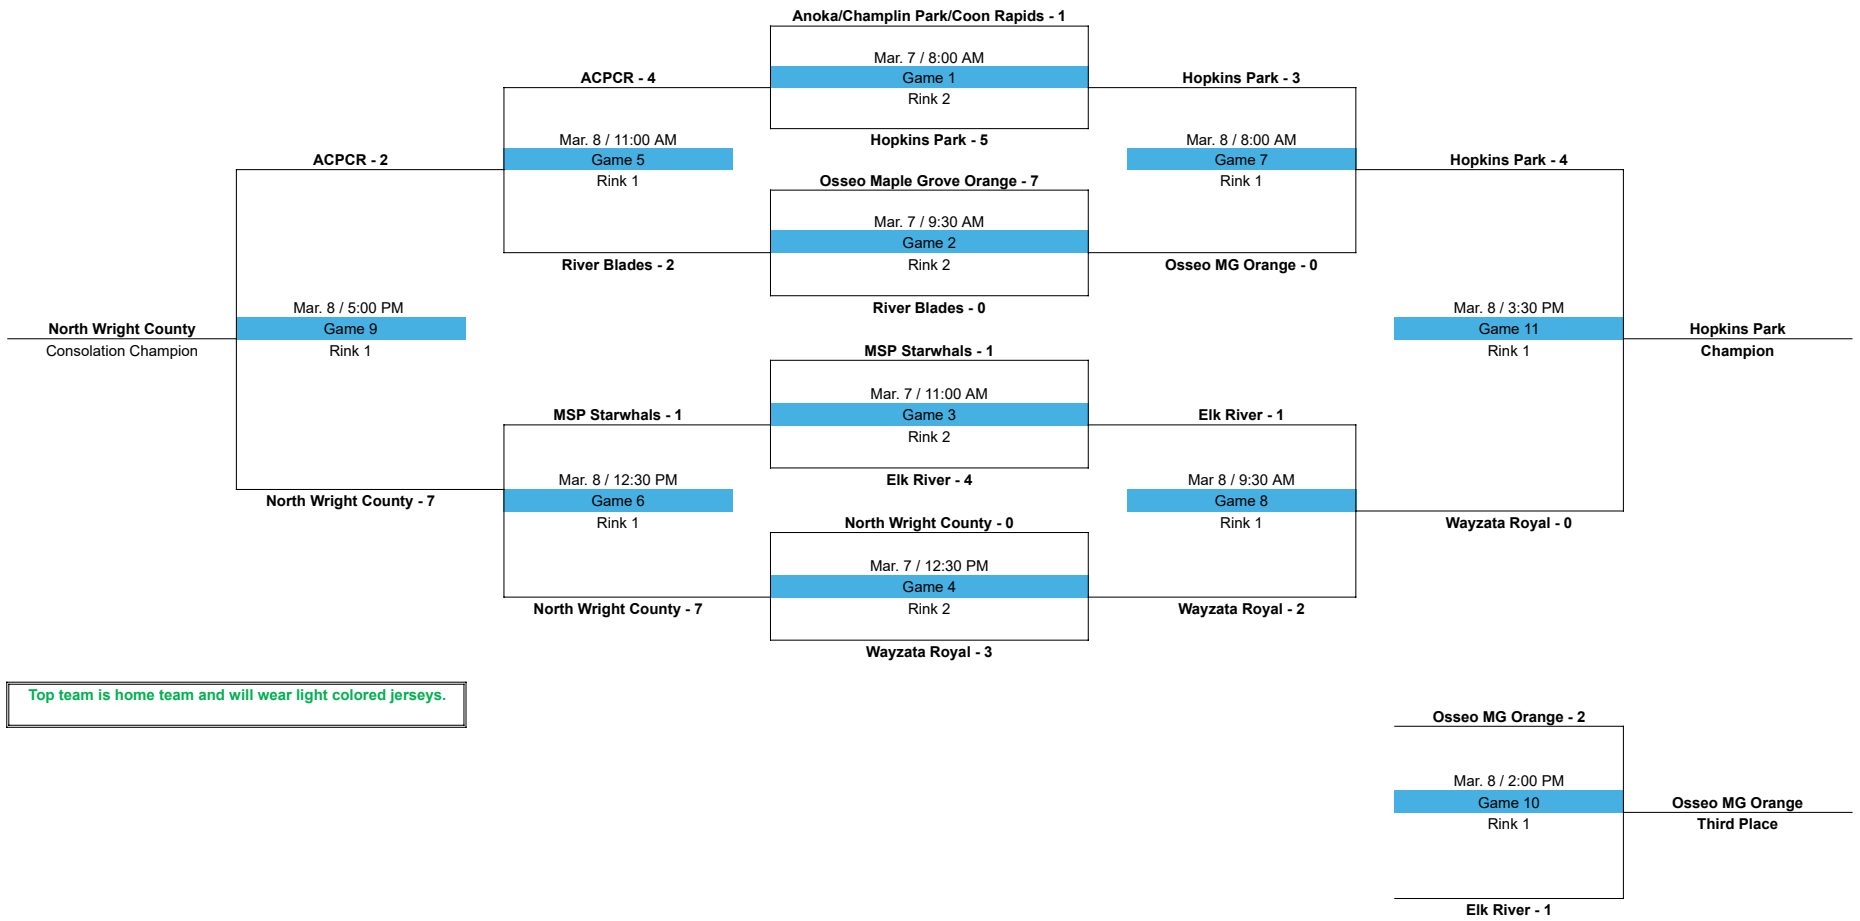 Anoka/Champlin Park/Coon Rapids - 1
Mar. 7 / 8:00 AM
ACPCR - 4
Game 1
Hopkins Park - 3
Rink 2
Mar. 8 / 11:00 AM
Hopkins Park - 5
Mar. 8 / 8:00 AM
ACPCR - 2
Game 5
Game 7
Hopkins Park - 4
Rink 1
Osseo Maple Grove Orange - 7
Rink 1
Mar. 7 / 9:30 AM
Game 2
River Blades - 2
Rink 2
Osseo MG Orange - 0
Mar. 8 / 5:00 PM
River Blades - 0
Mar. 8 / 3:30 PM
North Wright County
Game 9
Game 11
Hopkins Park
Consolation Champion
Rink 1
MSP Starwhals - 1
Rink 1
Champion
Mar. 7 / 11:00 AM
MSP Starwhals - 1
Game 3
Elk River - 1
Rink 2
Mar. 8 / 12:30 PM
Elk River - 4
Mar 8 / 9:30 AM
North Wright County - 7
Game 6
Game 8
Rink 1
North Wright County - 0
Rink 1
Wayzata Royal - 0
Mar. 7 / 12:30 PM
Game 4
North Wright County - 7
Rink 2
Wayzata Royal - 2
Wayzata Royal - 3
Top team is home team and will wear light colored jerseys.
Osseo MG Orange - 2
Mar. 8 / 2:00 PM
Game 10
Osseo MG Orange
Rink 1
Third Place
Elk River - 1